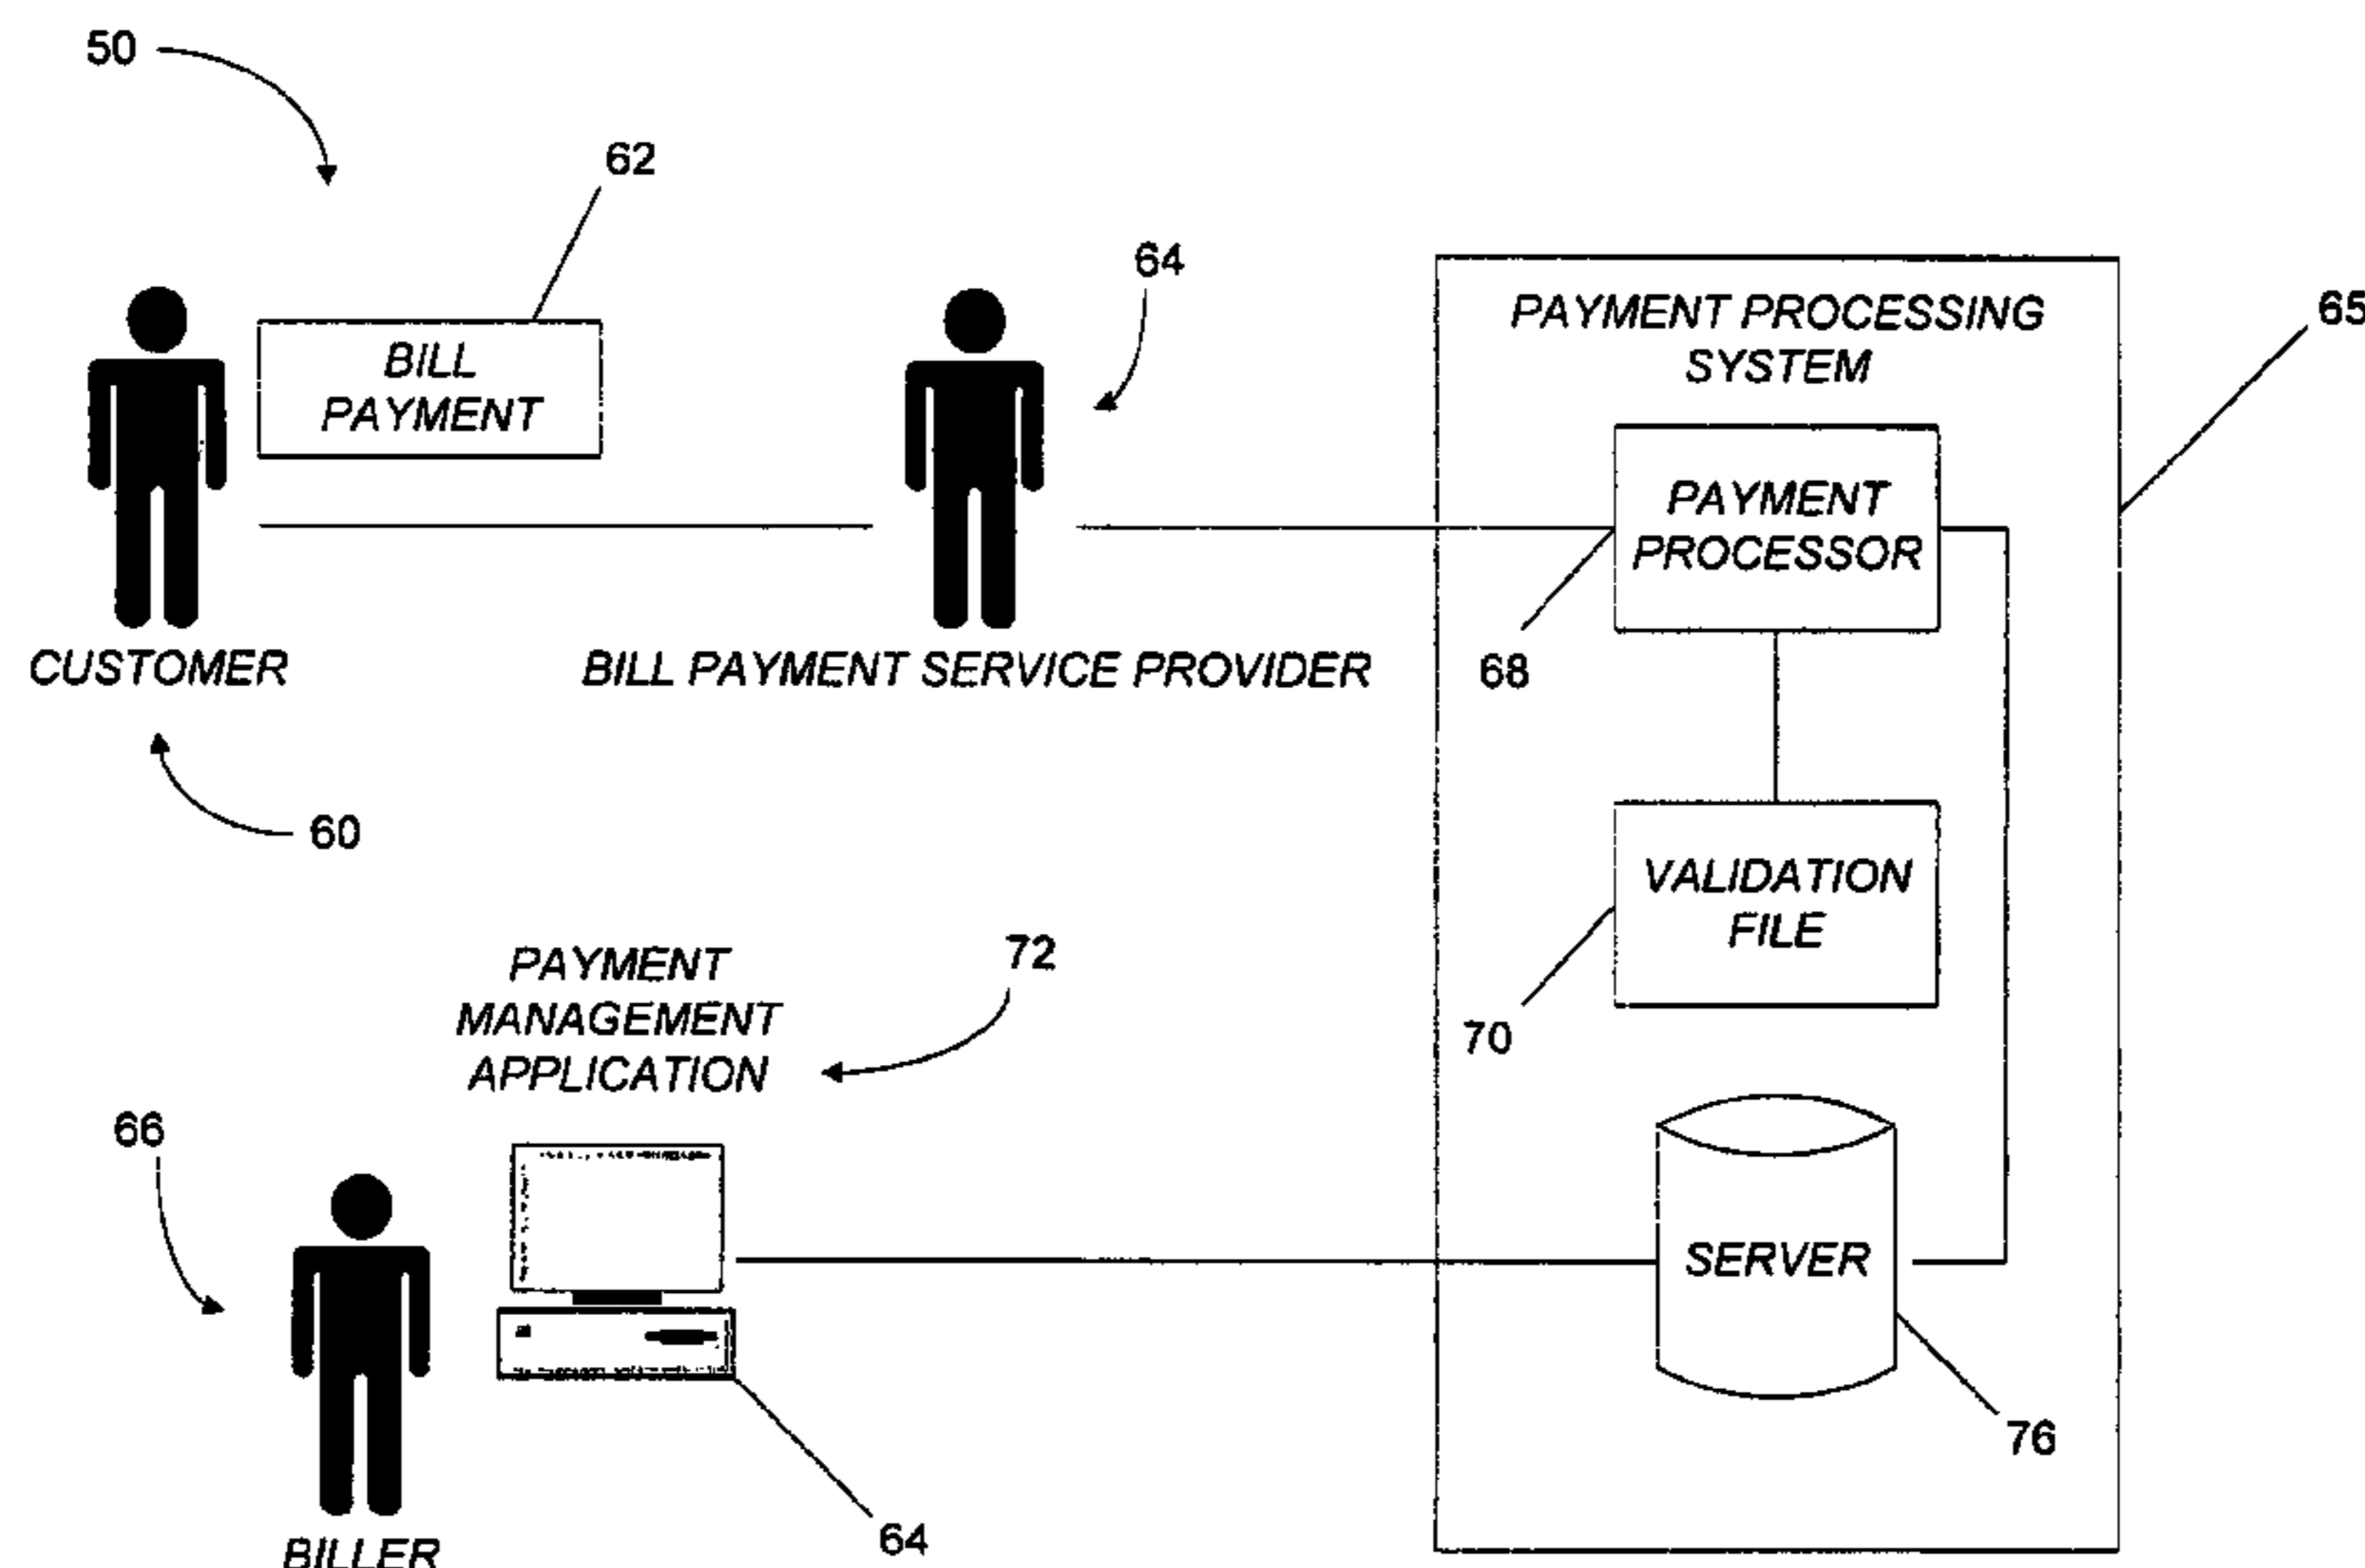 50
62
64
65
BILL
PAYMENT
PAYMENT PROCESSING
SYSTEM
PAYMENT
PROCESSOR
CUSTOMER
BILL PAYMENT SERVICE PROVIDER
68
60
VALIDATION
FILE
70
PAYMENT
MANAGEMENT
APPLICATION
72
66
SERVER
76
64
BILLER